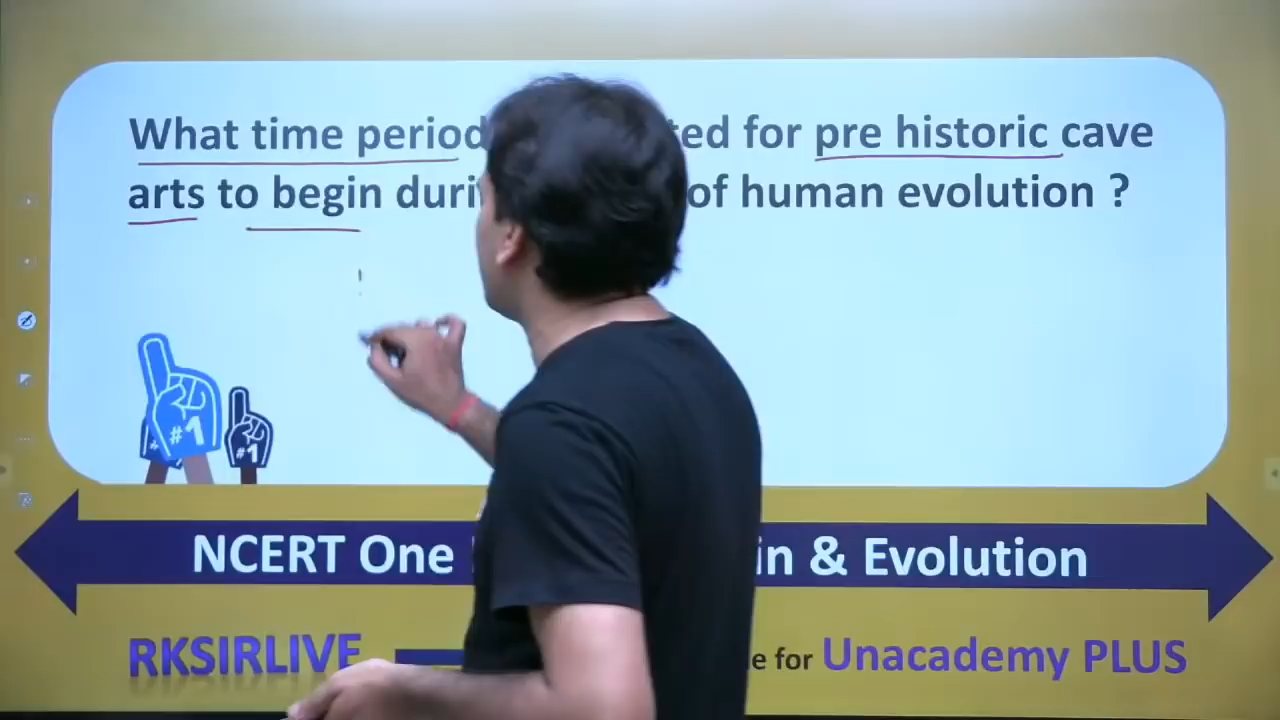 What time period ted for pre historic cave
arts to begin duri of human evolution ?
#1 #1
NCERT One in & Evolution
RKSIRLIVE e for Unacademy PLUS